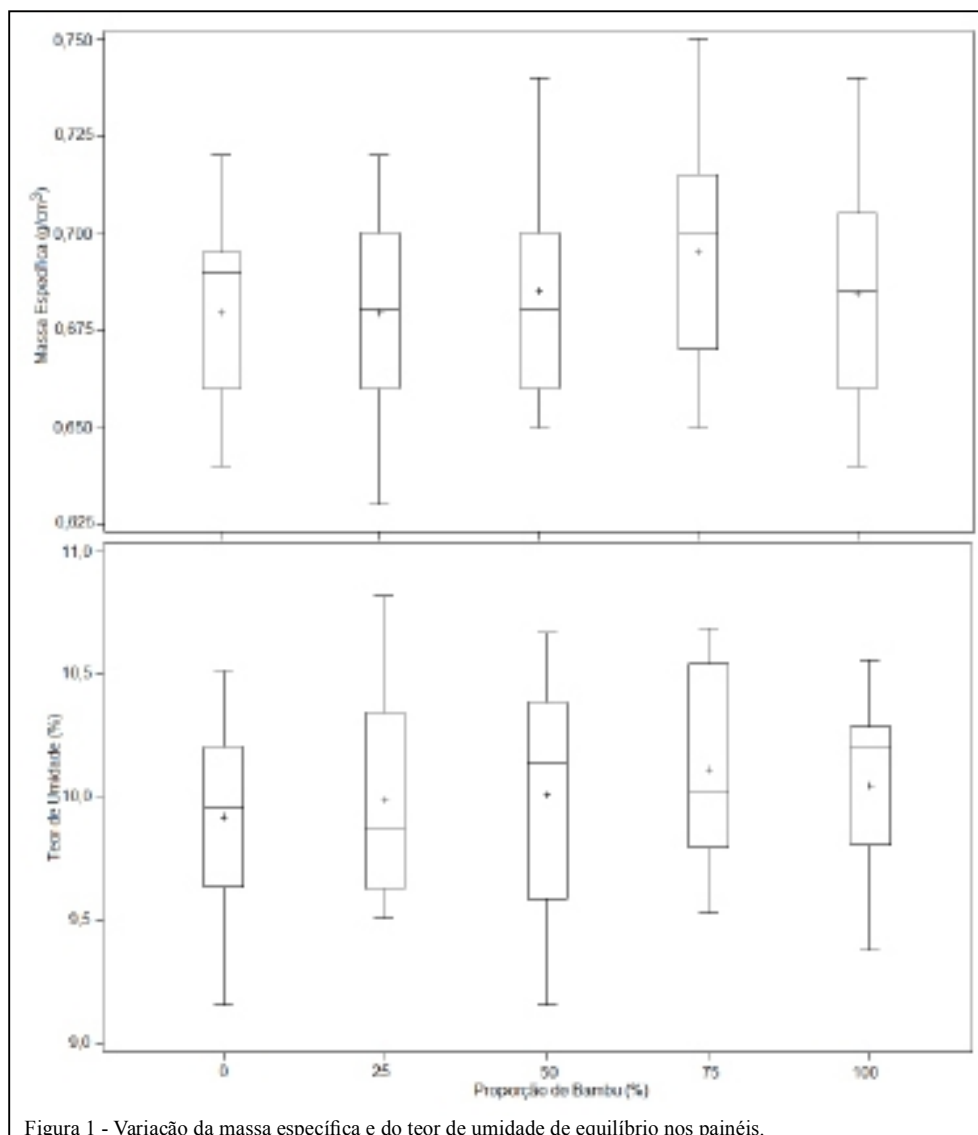 0,750
0,725
0,700
0,675
0,650
0,625
Massa Específica (g/cm³)
11,0
10,5
10,0
9,5
9,0
Teor de Umidade (%)
0 25 50 75 100
Proporção de Bambu (%)
Figura 1 - Variação da massa específica e do teor de umidade de equilíbrio nos painéis.